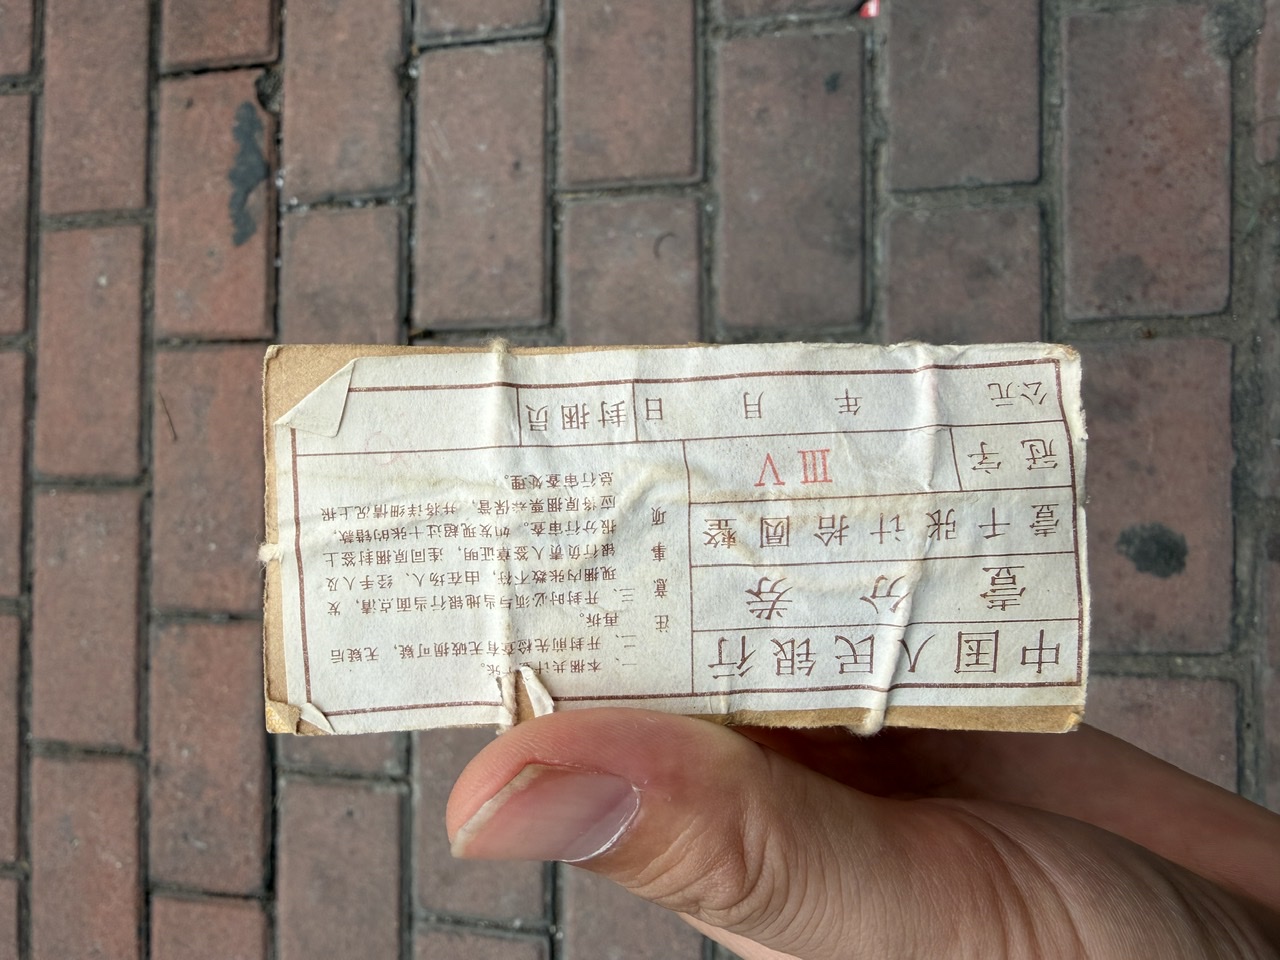 中国人民银行
壹分券
壹千张计拾圆整
冠字 ⅢⅤ
公元 年 月 日 封捆员
注意事项
一、本捆共计 张。
二、开封前先检查有无破损可疑，无疑后
再拆。
三、开封时必须与当地银行当面点清，发
现捆内张数不符，由在场人、经手人及
银行负责人签章证明，连同原捆封签上
报分行审查。如发现超过十张的错款，
应将原捆票券保管，并将详细情况上报
总行审查处理。